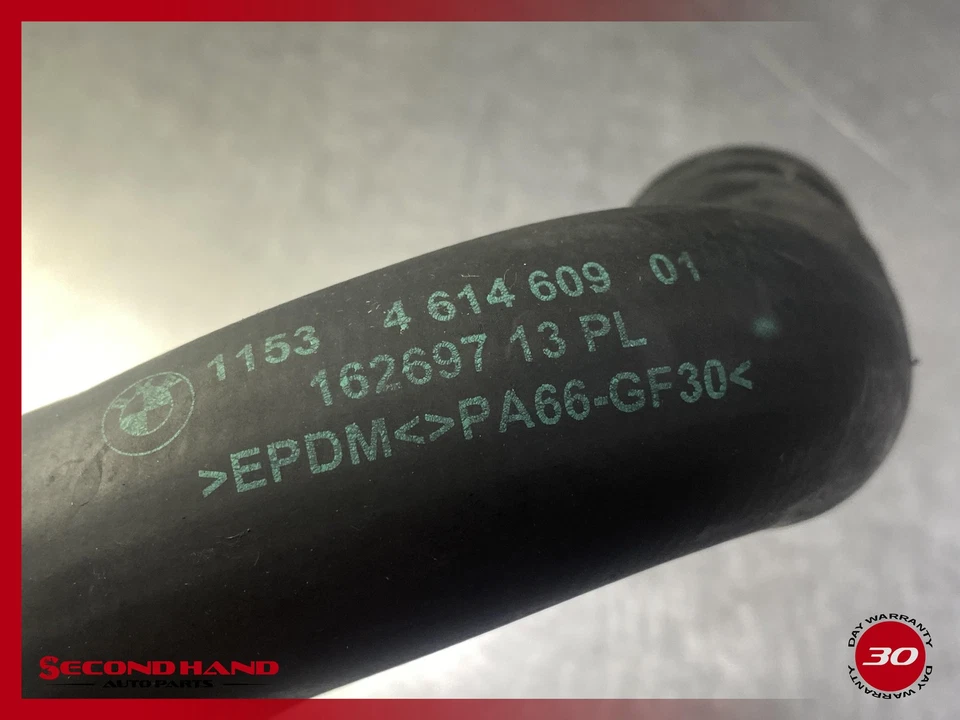 1153 4 614 609 01
162697 13 PL
>EPDM<>PA66-GF30<
SECONDHAND
AUTO PARTS
DAY WARRANTY
30
DAY WARRANTY